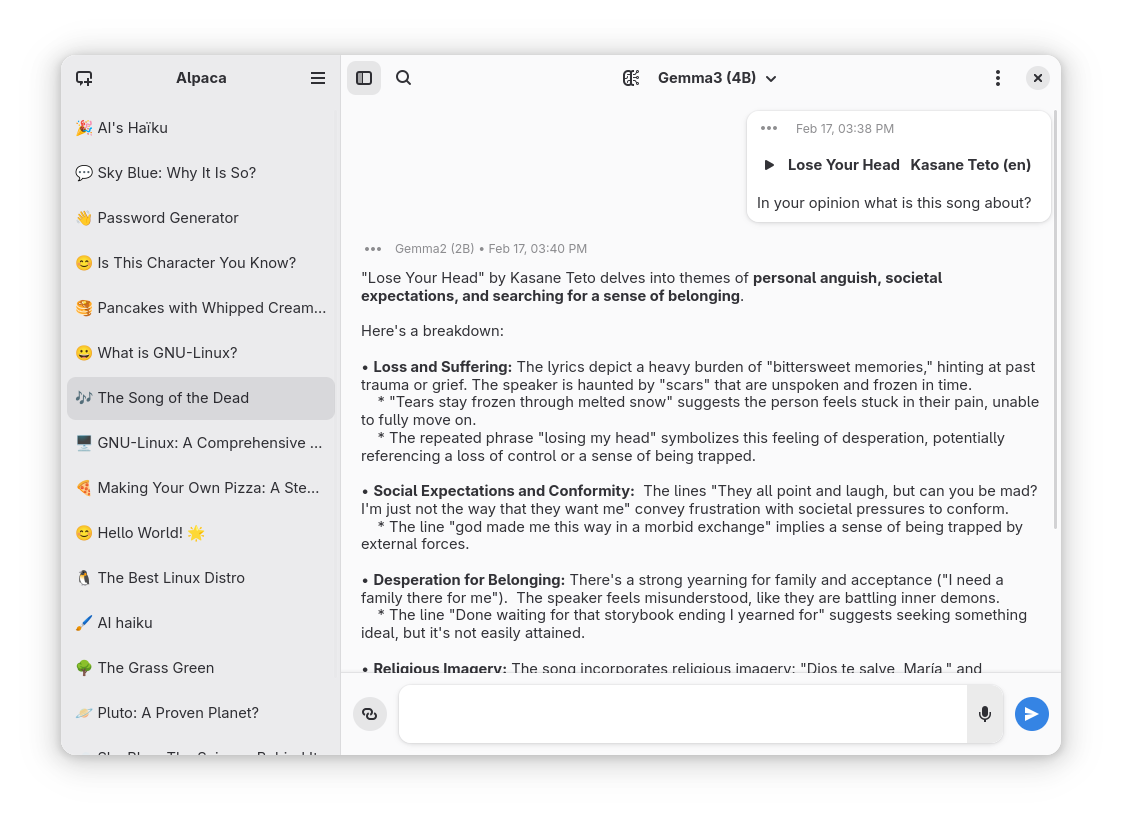 Alpaca
🎉 AI's Haïku
💬 Sky Blue: Why It Is So?
👋 Password Generator
😊 Is This Character You Know?
🥞 Pancakes with Whipped Cream...
😀 What is GNU-Linux?
🎶 The Song of the Dead
🖥️ GNU-Linux: A Comprehensive ...
🍕 Making Your Own Pizza: A Ste...
😊 Hello World! 🌟
🐧 The Best Linux Distro
🖌️ AI haiku
🌳 The Grass Green
🪐 Pluto: A Proven Planet?
Gemma3 (4B)
Feb 17, 03:38 PM
Lose Your Head Kasane Teto (en)
In your opinion what is this song about?
Gemma2 (2B) • Feb 17, 03:40 PM
"Lose Your Head" by Kasane Teto delves into themes of personal anguish, societal
expectations, and searching for a sense of belonging.
Here's a breakdown:
• Loss and Suffering: The lyrics depict a heavy burden of "bittersweet memories," hinting at past
trauma or grief. The speaker is haunted by "scars" that are unspoken and frozen in time.
* "Tears stay frozen through melted snow" suggests the person feels stuck in their pain, unable
to fully move on.
* The repeated phrase "losing my head" symbolizes this feeling of desperation, potentially
referencing a loss of control or a sense of being trapped.
• Social Expectations and Conformity: The lines "They all point and laugh, but can you be mad?
I'm just not the way that they want me" convey frustration with societal pressures to conform.
* The line "god made me this way in a morbid exchange" implies a sense of being trapped by
external forces.
• Desperation for Belonging: There's a strong yearning for family and acceptance ("I need a
family there for me"). The speaker feels misunderstood, like they are battling inner demons.
* The line "Done waiting for that storybook ending I yearned for" suggests seeking something
ideal, but it's not easily attained.
• Religious Imagery: The song incorporates religious imagery: "Dios te salve, María," and